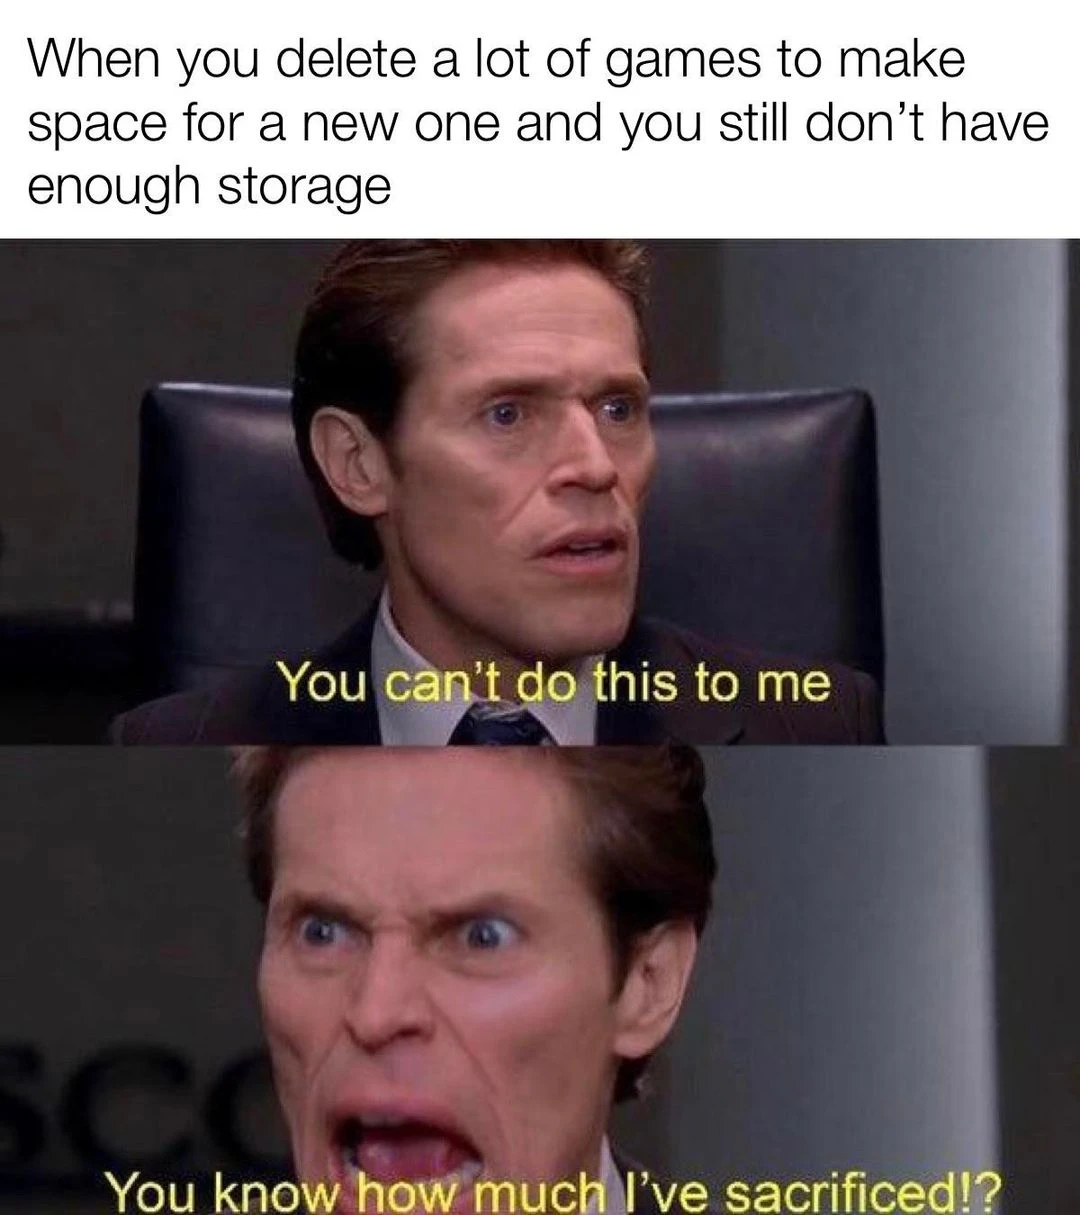 When you delete a lot of games to make
space for a new one and you still don’t have
enough storage
You can't do this to me
SCO
You know how much I've sacrificed!?